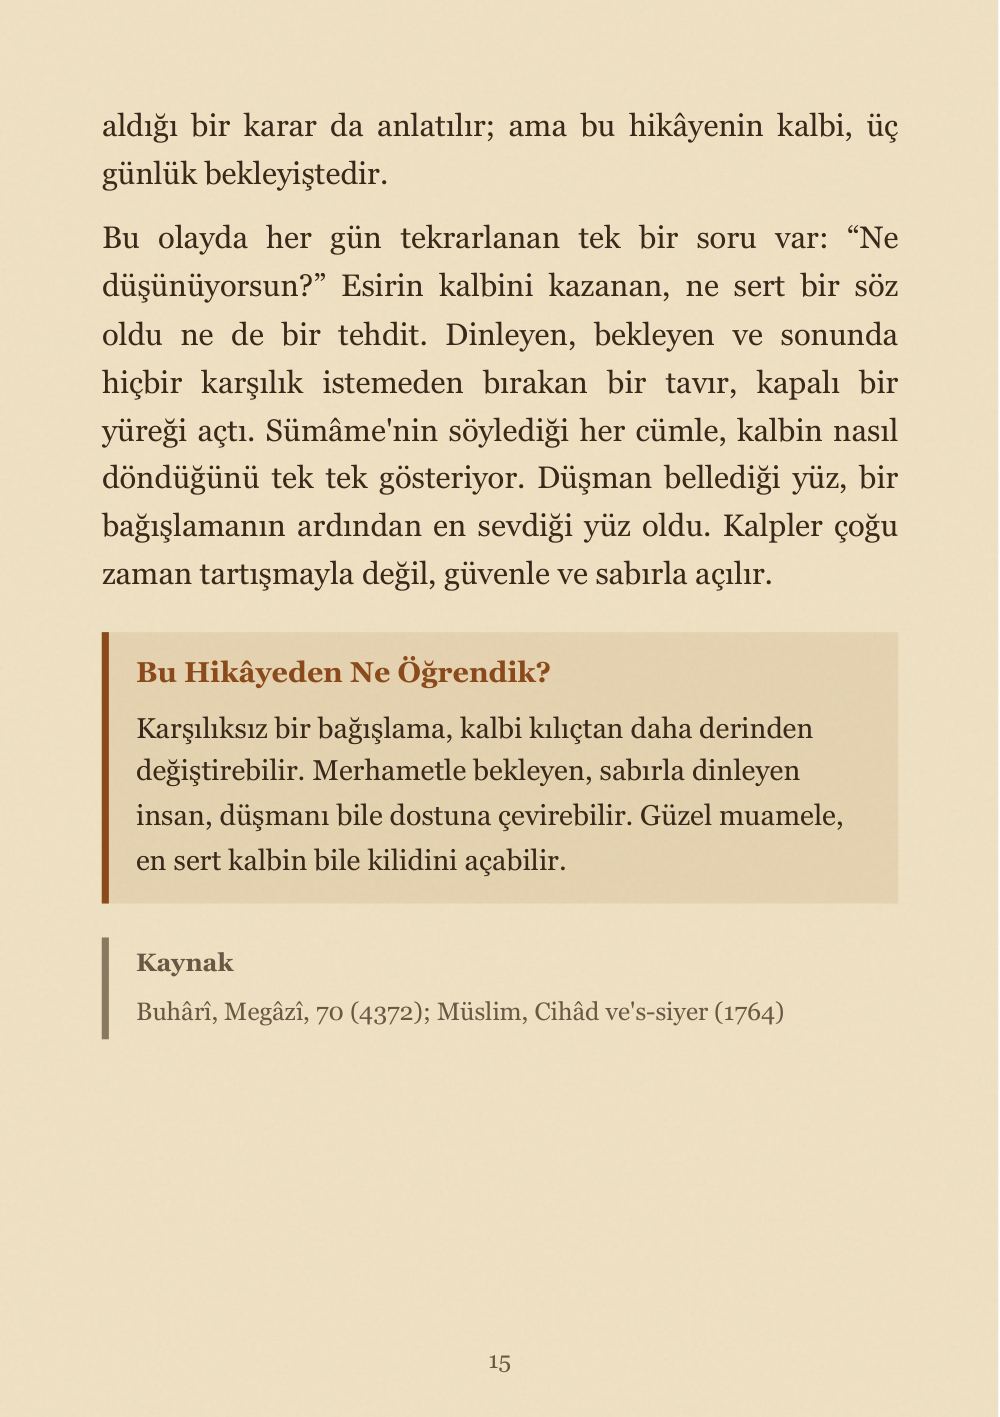 aldığı bir karar da anlatılır; ama bu hikâyenin kalbi, üç
günlük bekleyiştedir.
Bu olayda her gün tekrarlanan tek bir soru var: “Ne
düşünüyorsun?” Esirin kalbini kazanan, ne sert bir söz
oldu ne de bir tehdit. Dinleyen, bekleyen ve sonunda
hiçbir karşılık istemeden bırakan bir tavır, kapalı bir
yüreği açtı. Sümâme'nin söylediği her cümle, kalbin nasıl
döndüğünü tek tek gösteriyor. Düşman bellediği yüz, bir
bağışlamanın ardından en sevdiği yüz oldu. Kalpler çoğu
zaman tartışmayla değil, güvenle ve sabırla açılır.
Bu Hikâyeden Ne Öğrendik?
Karşılıksız bir bağışlama, kalbi kılıçtan daha derinden
değiştirebilir. Merhametle bekleyen, sabırla dinleyen
insan, düşmanı bile dostuna çevirebilir. Güzel muamele,
en sert kalbin bile kilidini açabilir.
Kaynak
Buhârî, Megâzî, 70 (4372); Müslim, Cihâd ve's-siyer (1764)
15